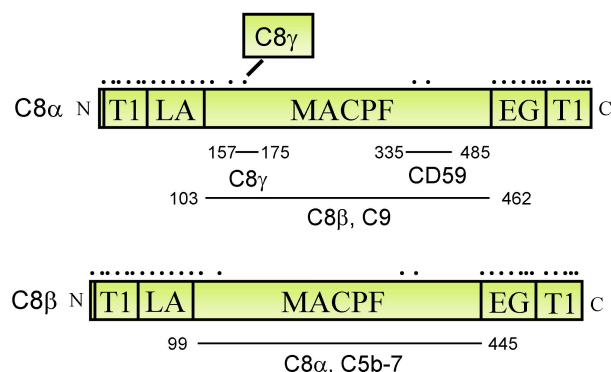 C8γ
C8α N T1 LA MACPF EG T1 C
157 175 335 485
C8γ CD59
103 462
C8β, C9
C8β N T1 LA MACPF EG T1 C
99 445
C8α, C5b-7